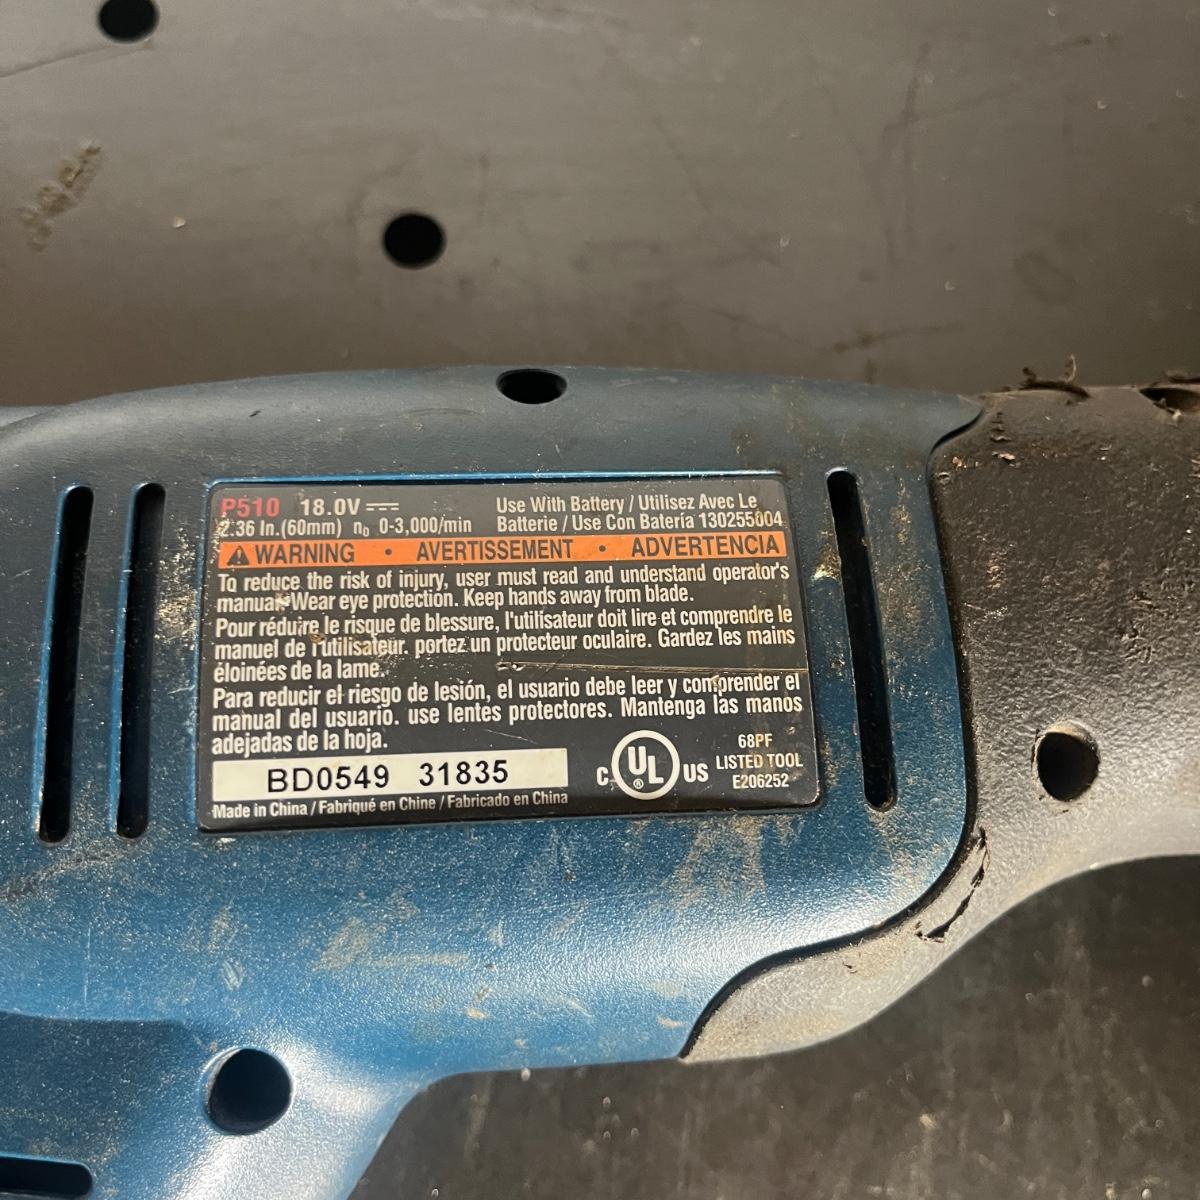 P510 18.0V
2.36 In.(60mm) n₀ 0-3,000/min
Use With Battery / Utilisez Avec Le
Batterie / Use Con Batería 130255004
WARNING • AVERTISSEMENT • ADVERTENCIA
To reduce the risk of injury, user must read and understand operator's
manual. Wear eye protection. Keep hands away from blade.
Pour réduire le risque de blessure, l'utilisateur doit lire et comprendre le
manuel de l'utilisateur. portez un protecteur oculaire. Gardez les mains
éloinées de la lame.
Para reducir el riesgo de lesión, el usuario debe leer y comprender el
manual del usuario. use lentes protectores. Mantenga las manos
adejadas de la hoja.
BD0549 31835
Made in China / Fabriqué en Chine / Fabricado en China
C UL US
®
68PF
LISTED TOOL
E206252